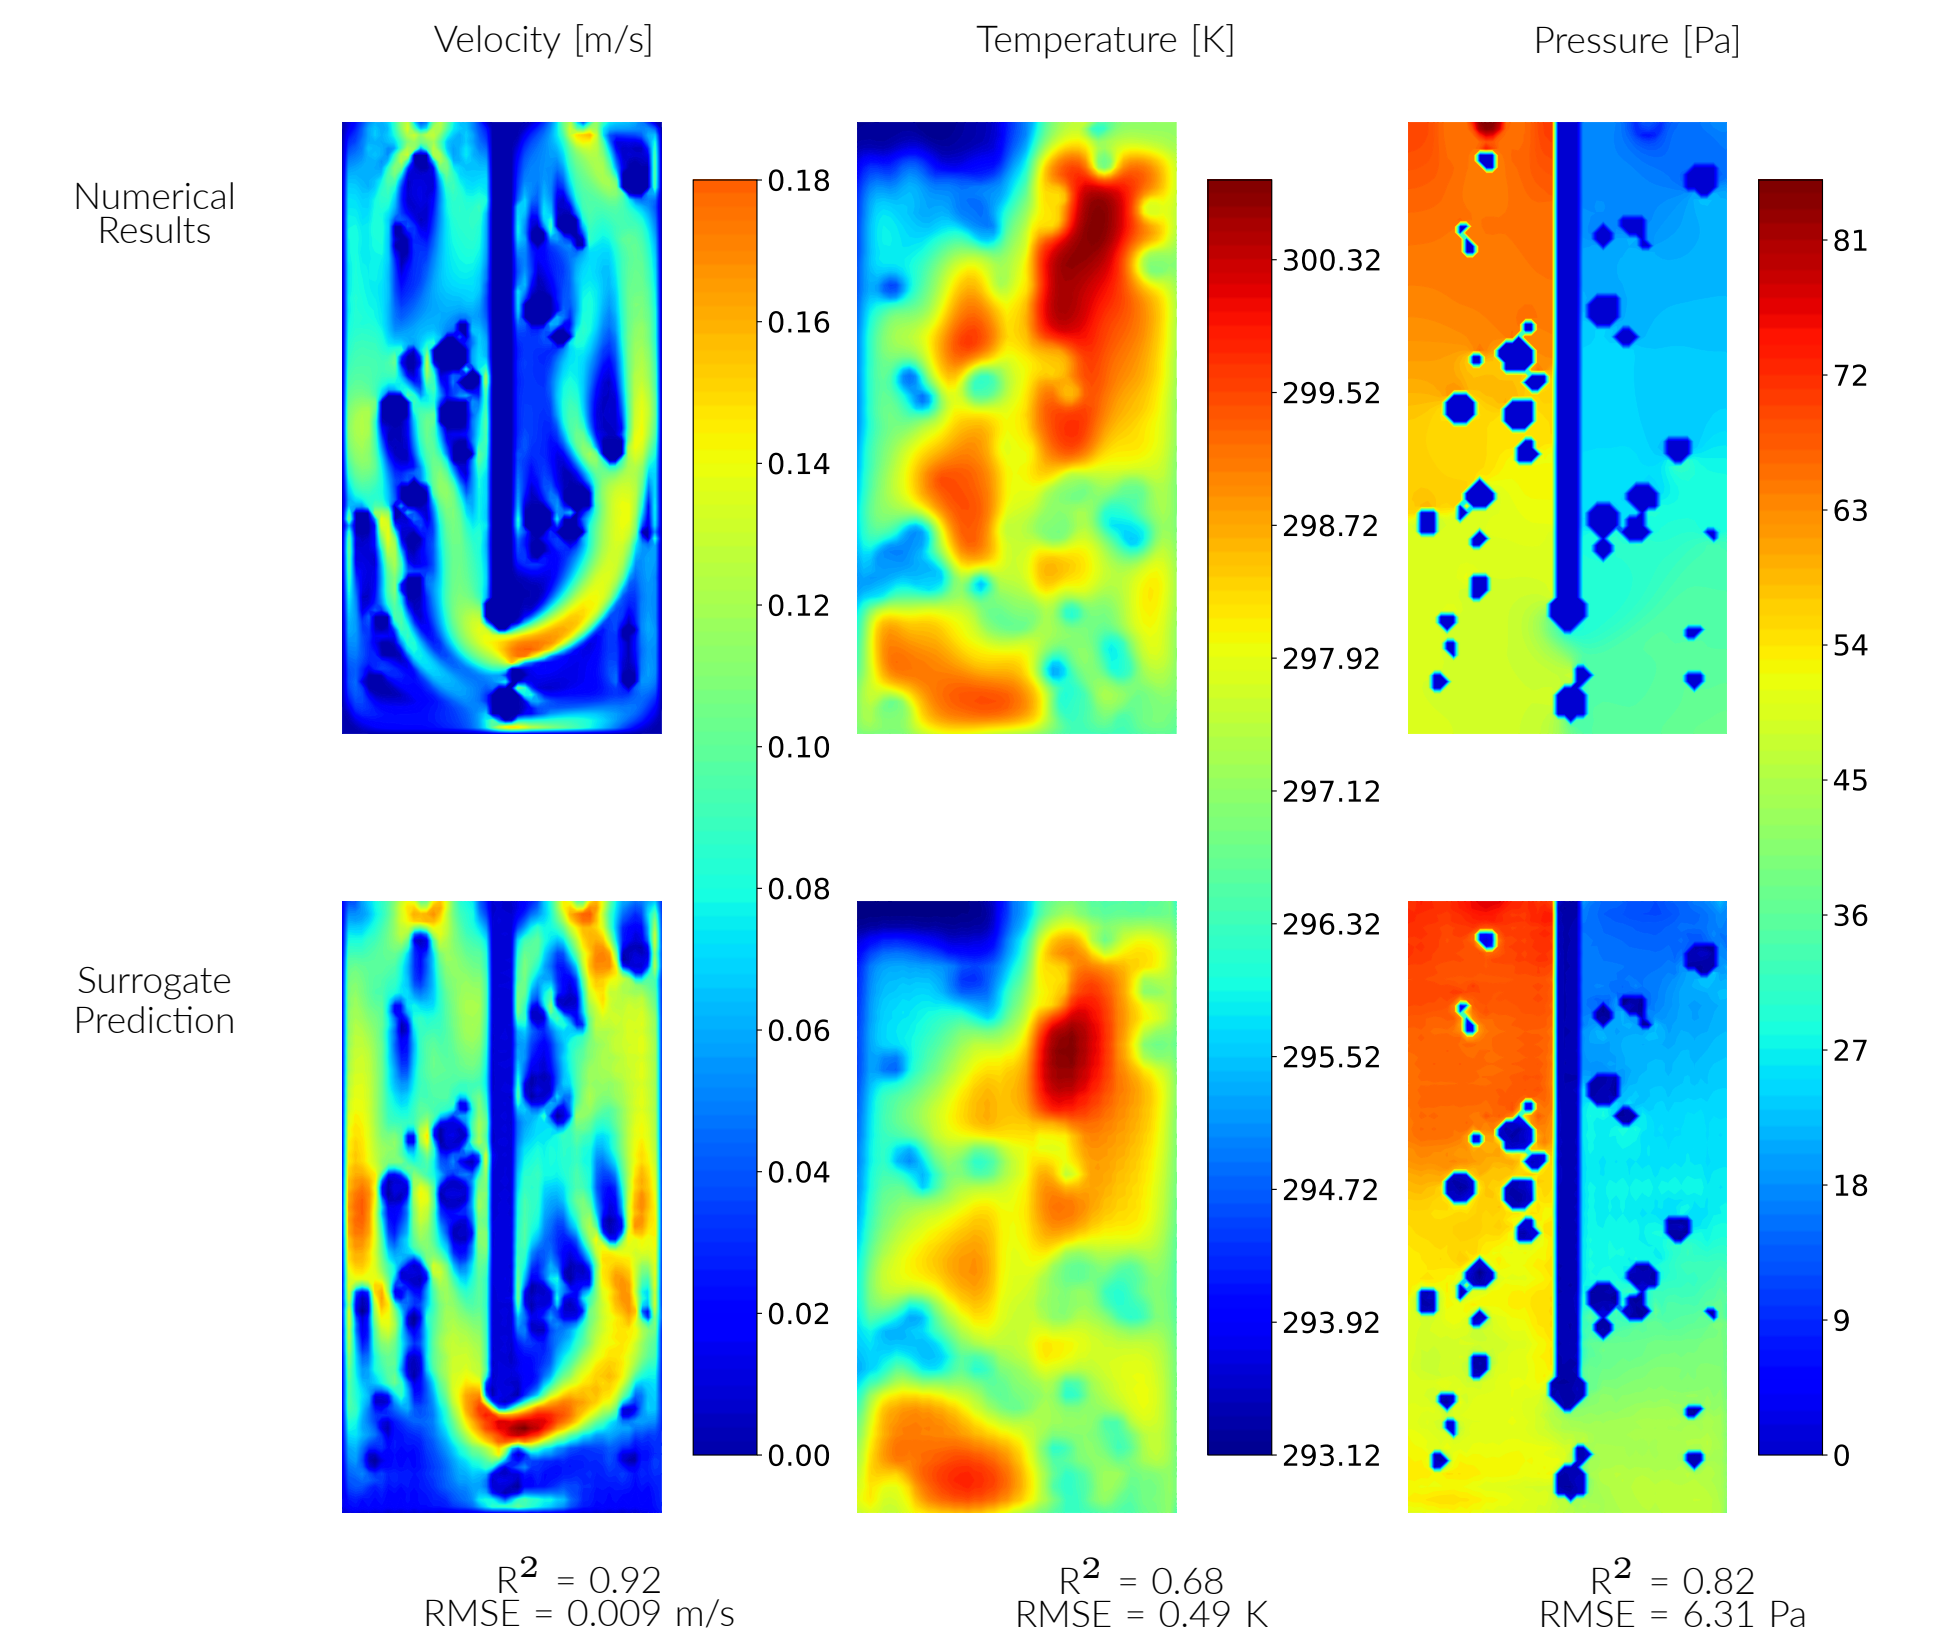 Velocity [m/s]
Temperature [K]
Pressure [Pa]
Numerical
Results
0.18
0.16
0.14
0.12
0.10
0.08
0.06
0.04
0.02
0.00
300.32
299.52
298.72
297.92
297.12
296.32
295.52
294.72
293.92
293.12
81
72
63
54
45
36
27
18
9
0
Surrogate
Prediction
R² = 0.92
RMSE = 0.009 m/s
R² = 0.68
RMSE = 0.49 K
R² = 0.82
RMSE = 6.31 Pa